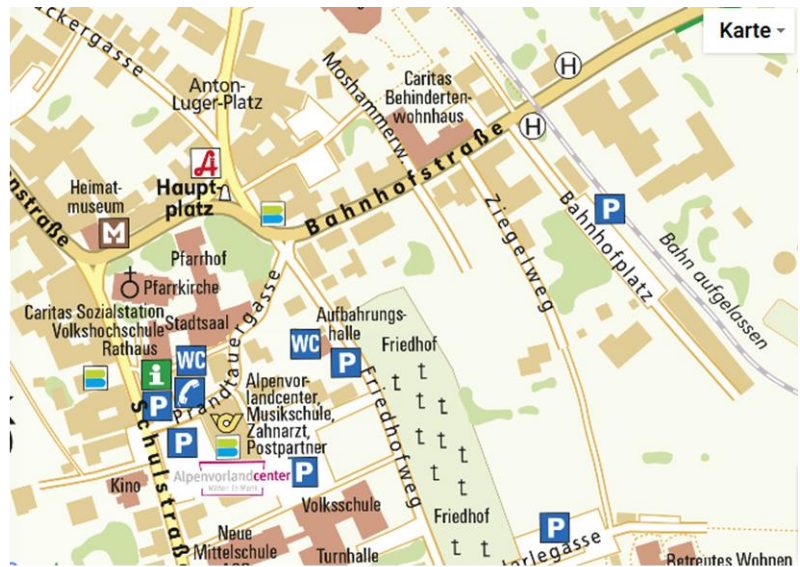 Karte
ckergasse
Anton-
Luger-Platz
Moshammerw.
Caritas
Behinderten-
wohnhaus
H
H
Heimat-
museum
M
Haupt-
platz
Bahnhofstraße
nstraße
Ziegelweg
Bahnhofplatz
P
Bahn aufgelassen
Pfarrhof
Pfarrkirche
Caritas Sozialstation
Volkshochschule
Rathaus
Stadtsaal
Prandtauergasse
WC
i
P
P
Aufbahrungs-
halle
WC
P
Friedhof
Friedhofweg
Alpenvor-
landcenter,
Musikschule,
Zahnarzt,
Postpartner
Alpenvorlandcenter
P
Schulstraß
Kino
Volksschule
Neue
Mittelschule
Turnhalle
Friedhof
P
erlegasse
Betreutes Wohnen